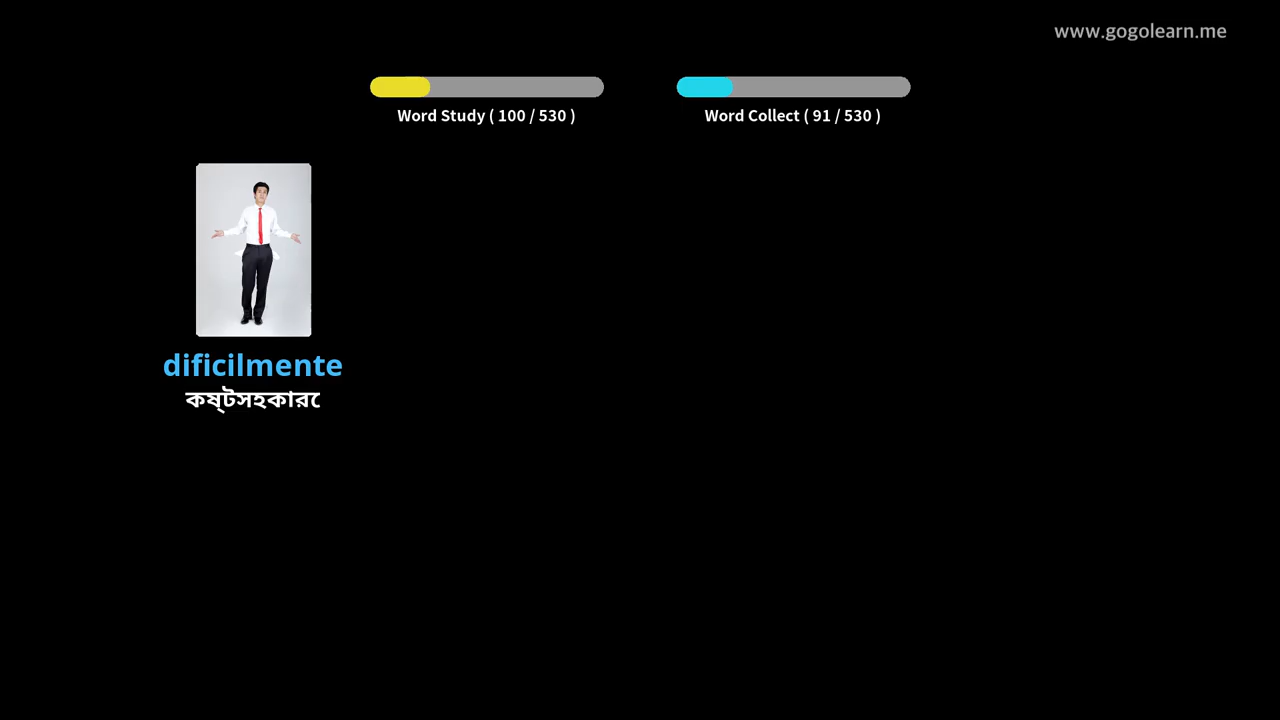 www.gogolearn.me
Word Study ( 100 / 530 )
Word Collect ( 91 / 530 )
dificilmente
কষ্টসহকারে